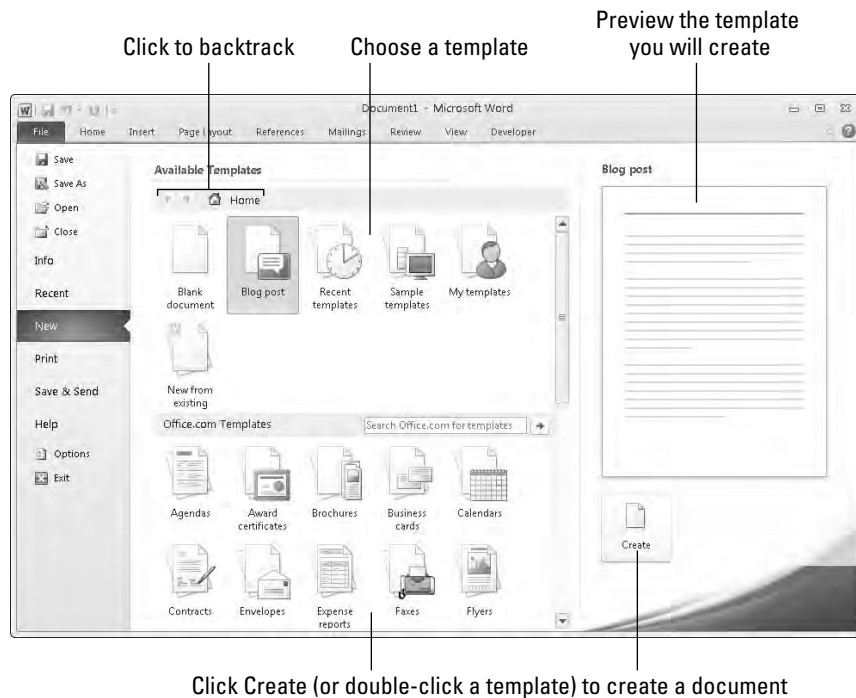 Preview the template
you will create
Click to backtrack
Choose a template
Document1 - Microsoft Word
File Home Insert Page Layout References Mailings Review View Developer
Save
Save As
Open
Close
Info
Recent
New
Print
Save & Send
Help
Options
Exit
Available Templates
Home
Blank
document
Blog post
Recent
templates
Sample
templates
My templates
New from
existing
Office.com Templates
Search Office.com for templates
Agendas
Award
certificates
Brochures
Business
cards
Calendars
Contracts
Envelopes
Expense
reports
Faxes
Flyers
Blog post
Create
Click Create (or double-click a template) to create a document